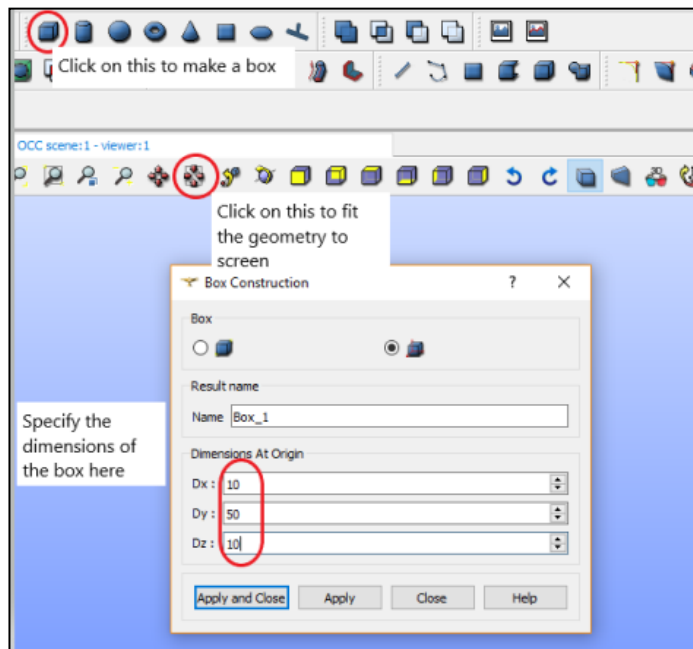 Click on this to make a box
OCC scene:1 - viewer:1
Click on this to fit
the geometry to
screen
Box Construction
?
Box
Result name
Name Box_1
Specify the
dimensions of
the box here
Dimensions At Origin
Dx : 10
Dy : 50
Dz : 10
Apply and Close Apply Close Help